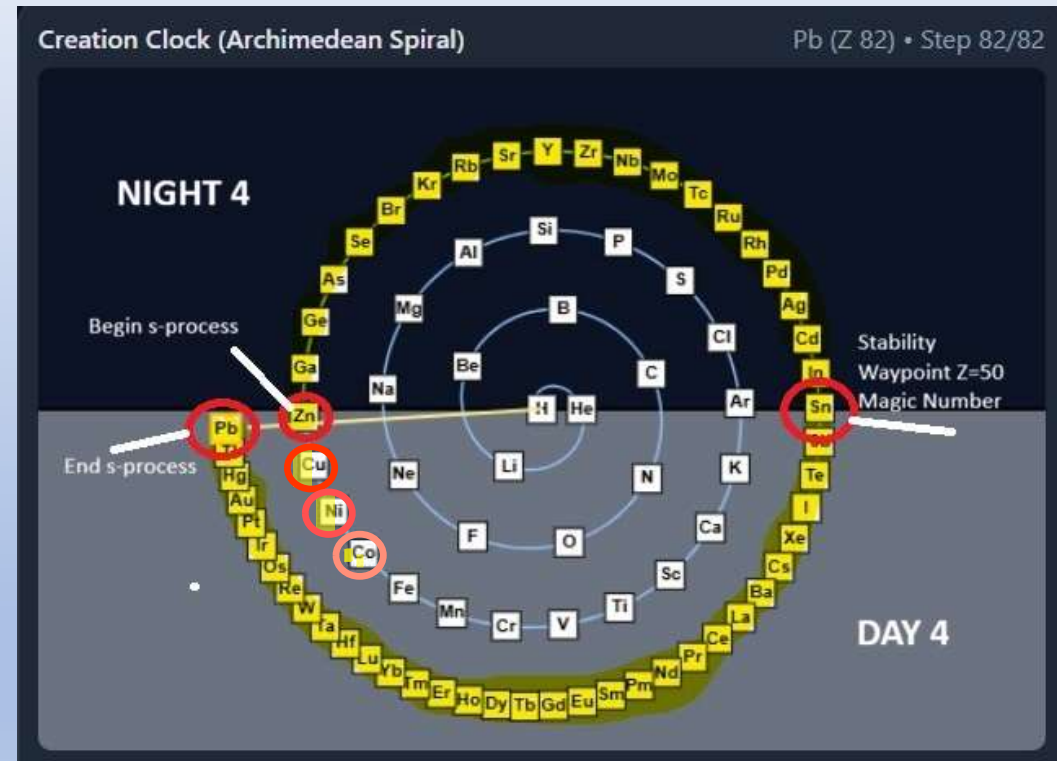 Creation Clock (Archimedean Spiral)
Pb (Z 82) • Step 82/82
NIGHT 4
Begin s-process
End s-process
Stability
Waypoint Z=50
Magic Number
DAY 4
H
He
Li
Be
B
C
N
O
F
Ne
Na
Mg
Al
Si
P
S
Cl
Ar
K
Ca
Sc
Ti
V
Cr
Mn
Fe
Co
Ni
Cu
Zn
Ga
Ge
As
Se
Br
Kr
Rb
Sr
Y
Zr
Nb
Mo
Tc
Ru
Rh
Pd
Ag
Cd
In
Sn
Te
I
Xe
Cs
Ba
La
Ce
Pr
Nd
Pm
Sm
Eu
Gd
Tb
Dy
Ho
Er
Tm
Yb
Lu
Hf
Ta
W
Re
Os
Ir
Pt
Au
Hg
Tl
Pb